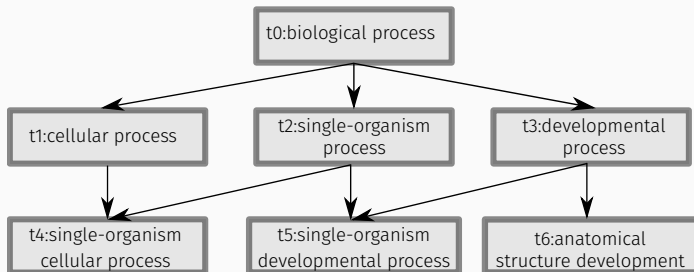 t0:biological process
t1:cellular process
t2:single-organism
process
t3:developmental
process
t4:single-organism
cellular process
t5:single-organism
developmental process
t6:anatomical
structure development